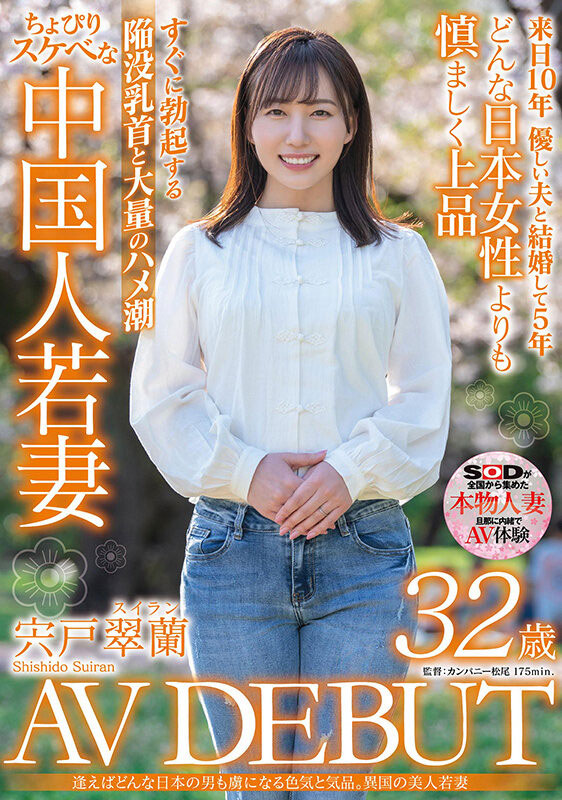 来日10年 優しい夫と結婚して5年
どんな日本女性よりも
慎ましく上品
すぐに勃起する
陥没乳首と大量のハメ潮
ちょぴり
スケベな
中国人若妻
SODが
全国から集めた
本物人妻
旦那に内緒で
AV体験
スイラン
宍戸翠蘭
Shishido Suiran
32歳
監督:カンパニー松尾 175min.
AV DEBUT
逢えばどんな日本の男も虜になる色気と気品。異国の美人若妻